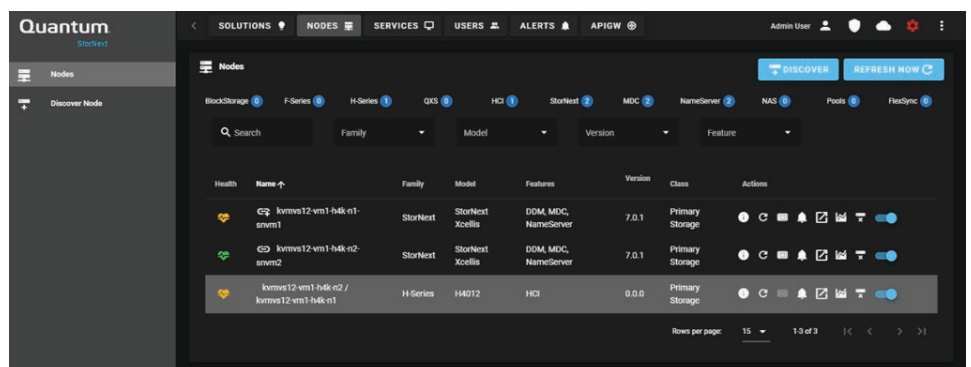 Quantum
StorNext
SOLUTIONS NODES SERVICES USERS ALERTS APIGW Admin User
Nodes
Discover Node
Nodes DISCOVER REFRESH NOW
BlockStorage 0 F-Series 0 H-Series 1 QXS 0 HCI 1 StorNext 2 MDC 2 NameServer 2 NAS 0 Pools 0 FlexSync 0
Search Family Model Version Feature
Health Name Family Model Features Version Class Actions
kvmvs12-vm1-h4k-n1-
snvm1 StorNext StorNext
Xcellis DDM, MDC,
NameServer 7.0.1 Primary
Storage
kvmvs12-vm1-h4k-n2-
snvm2 StorNext StorNext
Xcellis DDM, MDC,
NameServer 7.0.1 Primary
Storage
kvmvs12-vm1-h4k-n2 /
kvmvs12-vm1-h4k-n1 H-Series H4012 HCI 0.0.0 Primary
Storage
Rows per page: 15 1-3 of 3